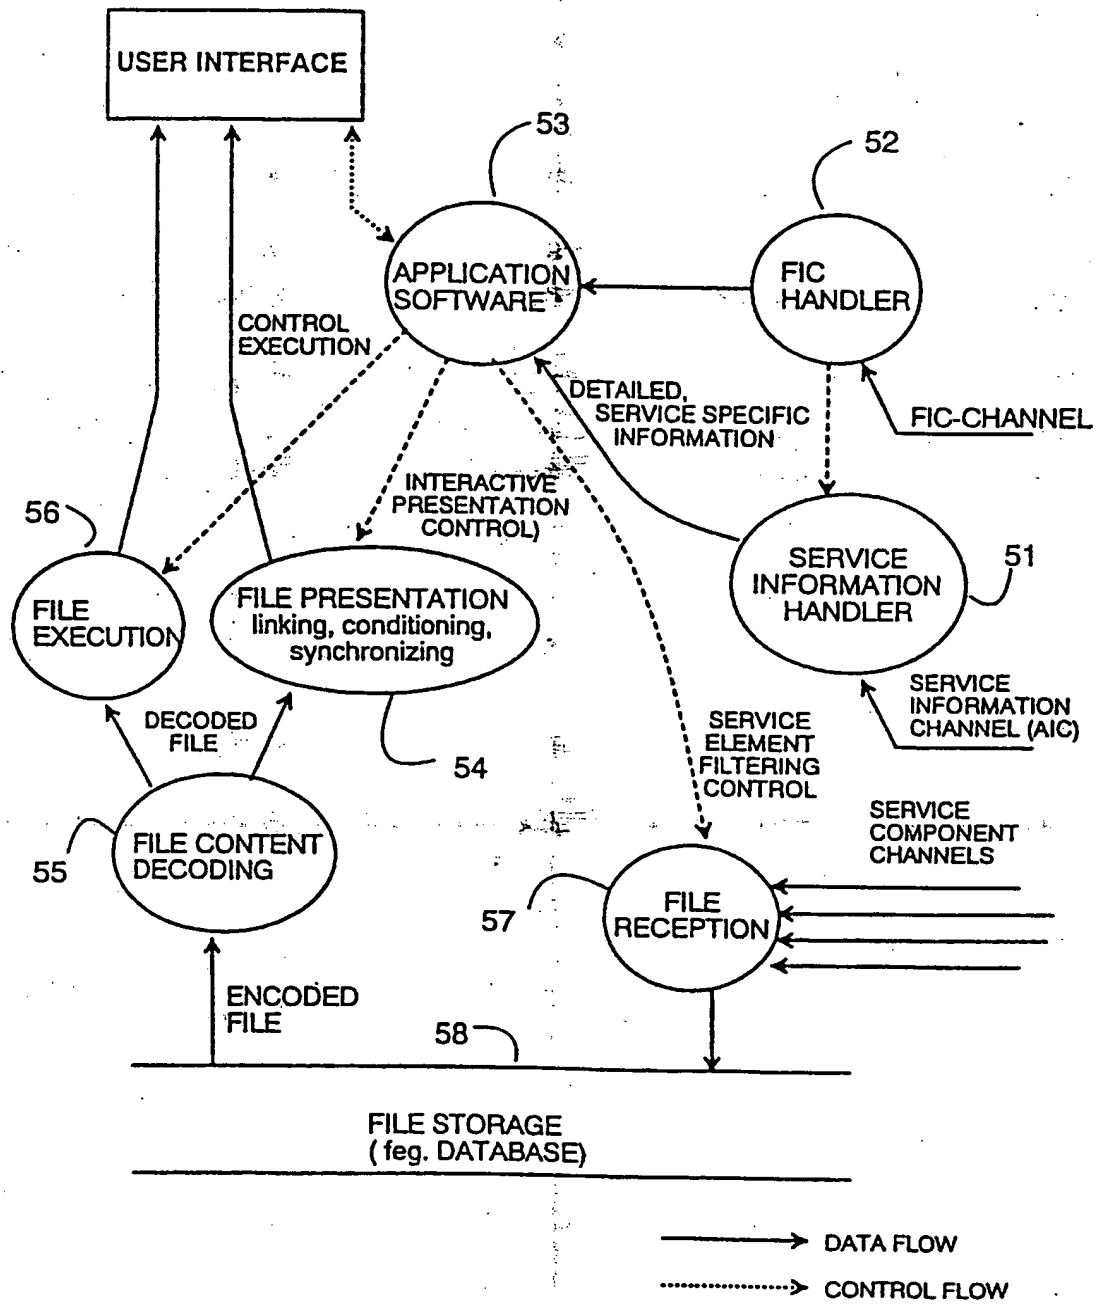 USER INTERFACE
53
52
APPLICATION
SOFTWARE
FIC
HANDLER
CONTROL
EXECUTION
DETAILED,
SERVICE SPECIFIC
INFORMATION
FIC-CHANNEL
INTERACTIVE
PRESENTATION
CONTROL)
56
51
SERVICE
INFORMATION
HANDLER
FILE
EXECUTION
FILE PRESENTATION
linking, conditioning,
synchronizing
SERVICE
INFORMATION
CHANNEL (AIC)
DECODED
FILE
54
SERVICE
ELEMENT
FILTERING
CONTROL
SERVICE
COMPONENT
CHANNELS
55
FILE CONTENT
DECODING
57
FILE
RECEPTION
ENCODED
FILE
58
FILE STORAGE
( feg. DATABASE)
DATA FLOW
CONTROL FLOW